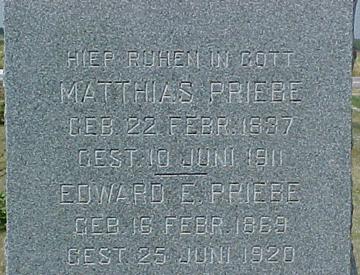 HIER RUHEN IN GOTT
MATTHIAS PRIEBE
GEB. 22 FEBR. 1837
GEST. 10 JUNI 1911
EDWARD E. PRIEBE
GEB. 16 FEBR. 1869
GEST. 25 JUNI 1920